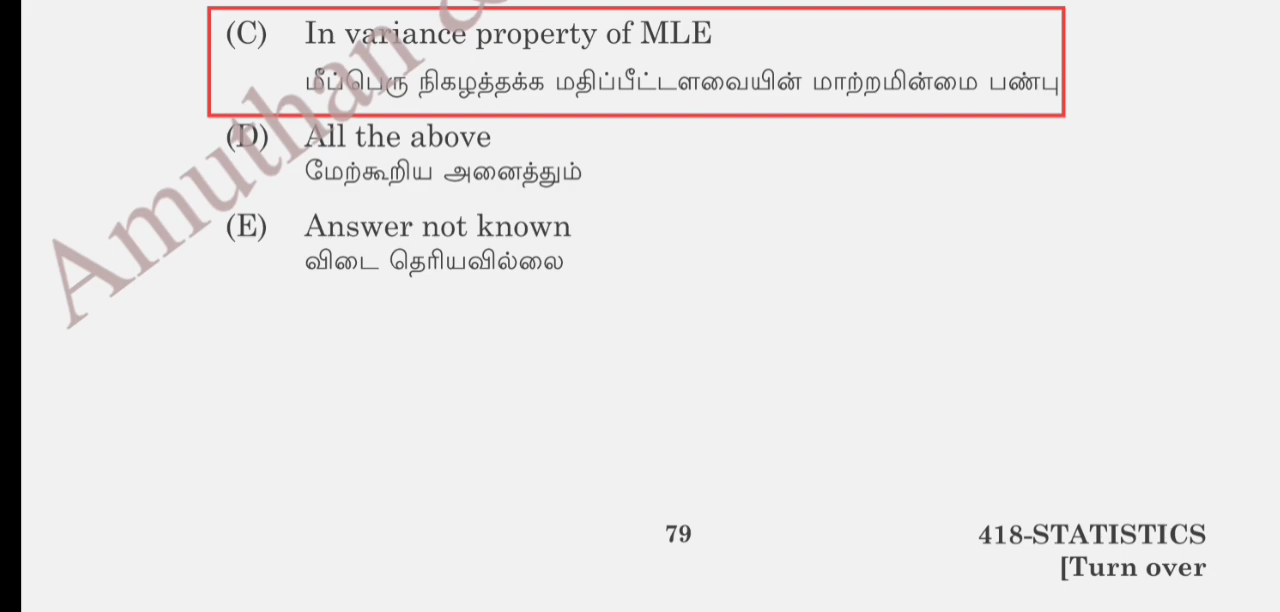 (C) In variance property of MLE
மீப்பெரு நிகழத்தக்க மதிப்பீட்டளவையின் மாற்றமின்மை பண்பு
(D) All the above
மேற்கூறிய அனைத்தும்
(E) Answer not known
விடை தெரியவில்லை
Amuthan
79
418-STATISTICS
[Turn over